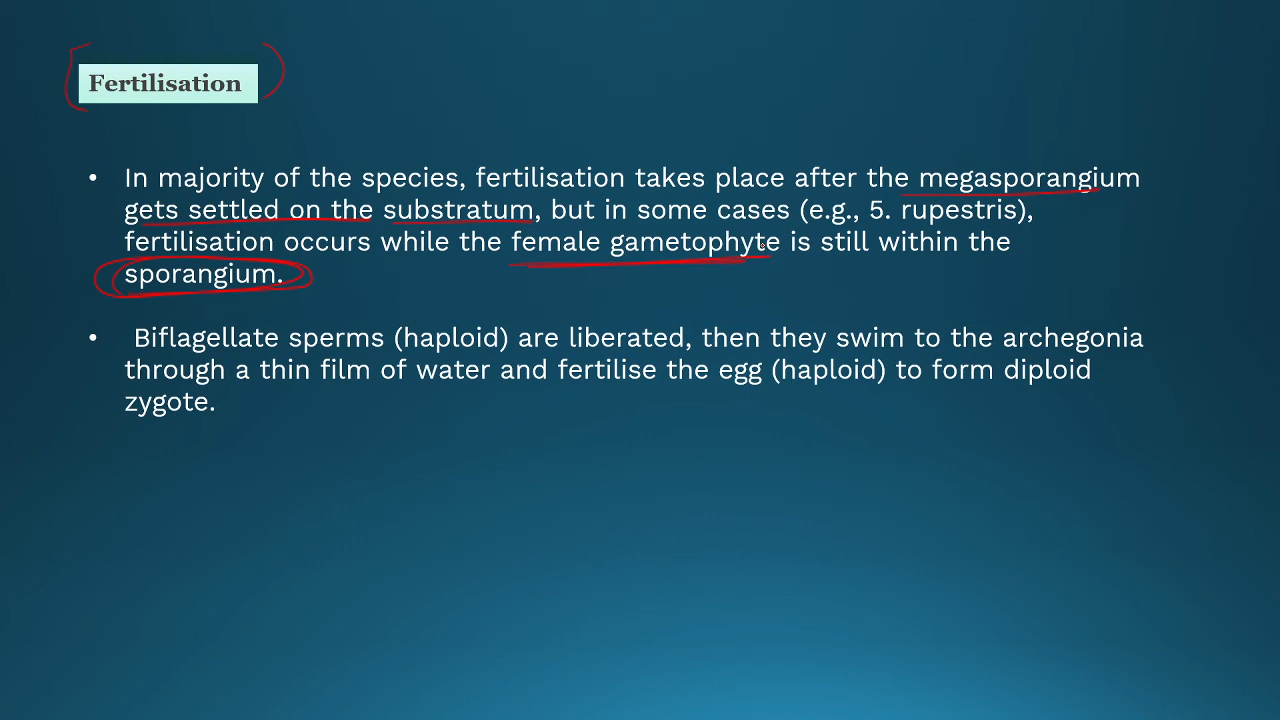 Fertilisation
• In majority of the species, fertilisation takes place after the megasporangium
gets settled on the substratum, but in some cases (e.g., 5. rupestris),
fertilisation occurs while the female gametophyte is still within the
sporangium.
• Biflagellate sperms (haploid) are liberated, then they swim to the archegonia
through a thin film of water and fertilise the egg (haploid) to form diploid
zygote.